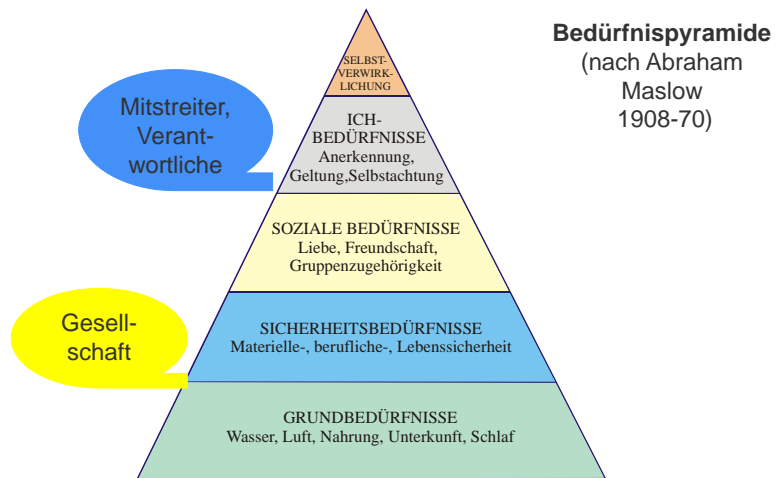 Bedürfnispyramide
(nach Abraham
Maslow
1908-70)
SELBST-
VERWIRK-
LICHUNG
Mitstreiter,
Verant-
wortliche
ICH-
BEDÜRFNISSE
Anerkennung,
Geltung,Selbstachtung
SOZIALE BEDÜRFNISSE
Liebe, Freundschaft,
Gruppenzugehörigkeit
Gesell-
schaft
SICHERHEITSBEDÜRFNISSE
Materielle-, berufliche-, Lebenssicherheit
GRUNDBEDÜRFNISSE
Wasser, Luft, Nahrung, Unterkunft, Schlaf